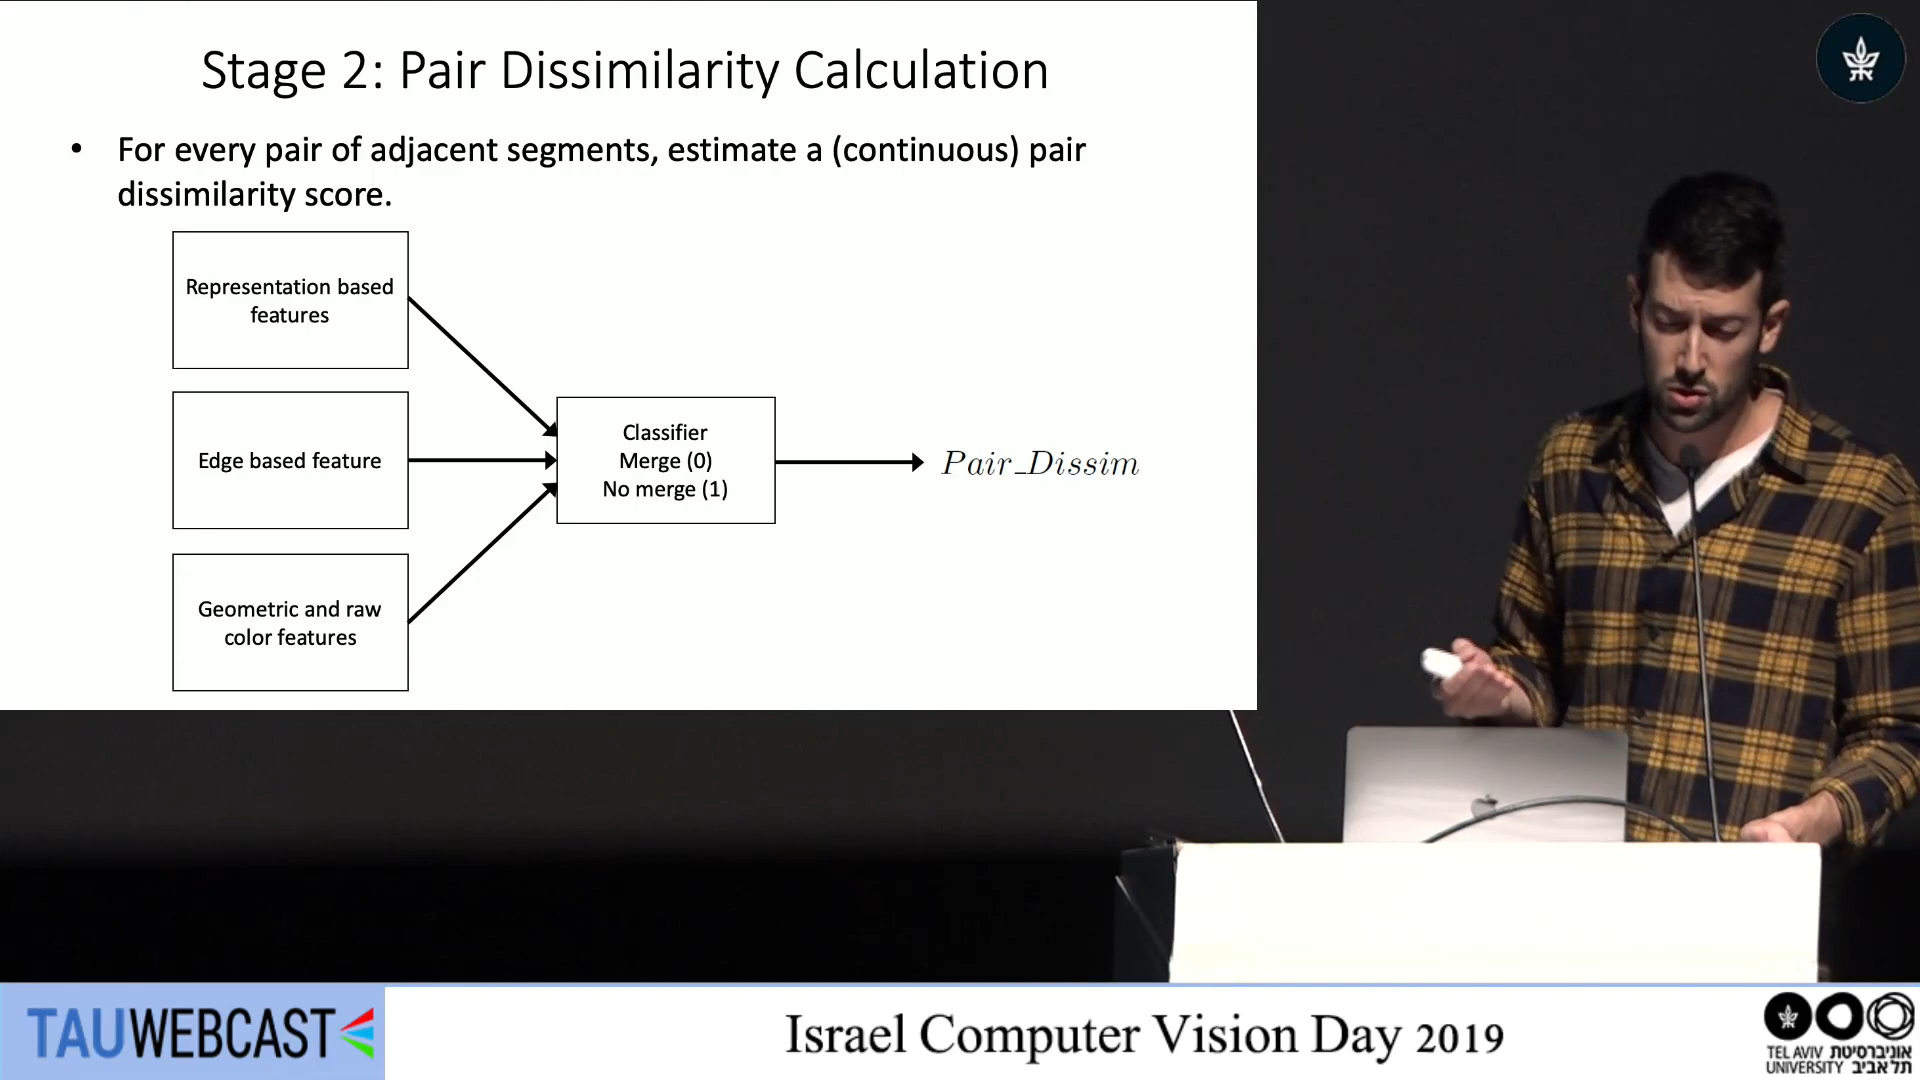 Stage 2: Pair Dissimilarity Calculation
• For every pair of adjacent segments, estimate a (continuous) pair
dissimilarity score.
Representation based
features
Edge based feature
Geometric and raw
color features
Classifier
Merge (0)
No merge (1)
Pair_Dissim
TAUWEBCAST
Israel Computer Vision Day 2019
TEL AVIV אוניברסיטת
UNIVERSITY תל אביב